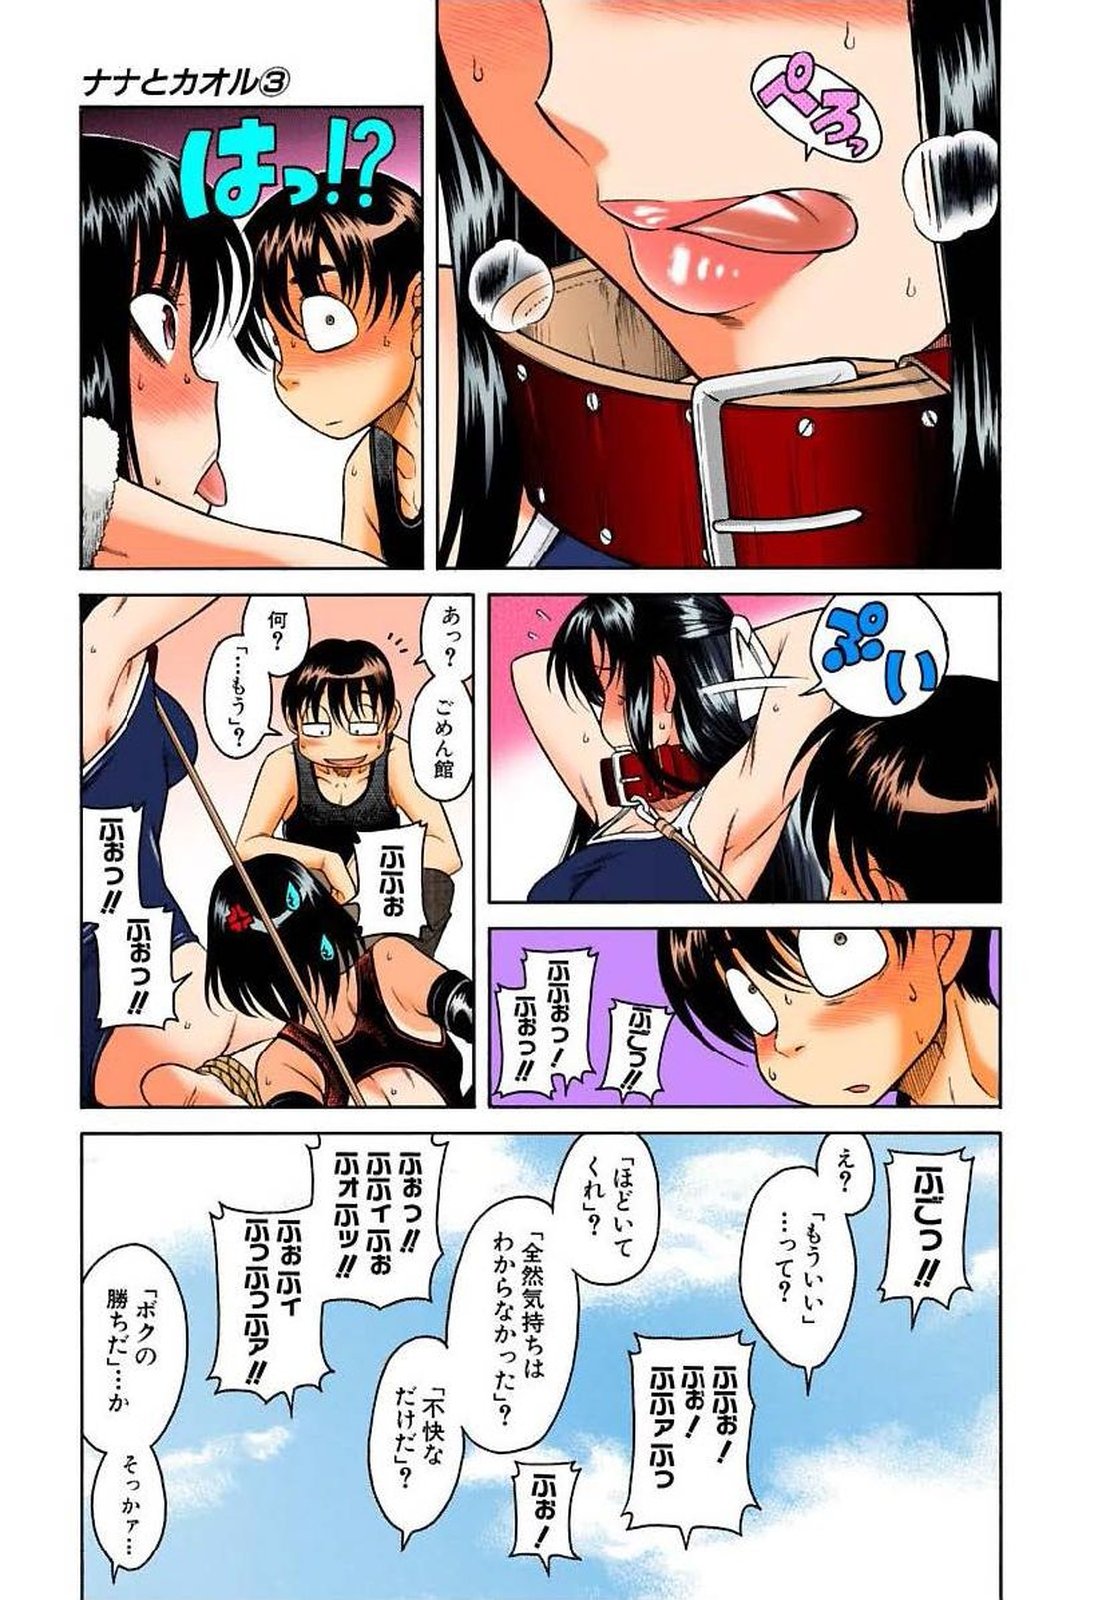 ナナとカオル③
ぺろっ
はっ!?
ぷい
あっ?
ごめん館
何?
「…もう」?
ふふぉ
ふぉっ!!
ふぉっ!!
ふごっ!!
ふふぉっ!
ふぉっ!!
ふごっ!!
え?
「もういい」
…って?
ふふぉ!
ふぉ!
ふふァふっ
「ほどいて
くれ」?
「全然気持ちは
わからなかった」?
ふぉ!
「不快な
だけだ」?
ふぉっ!!
ふふィふぉ
ふォふッ!!
ふぉふィ
ふっふっふァ!!
「ボクの
勝ちだ」…か
そっかァ…